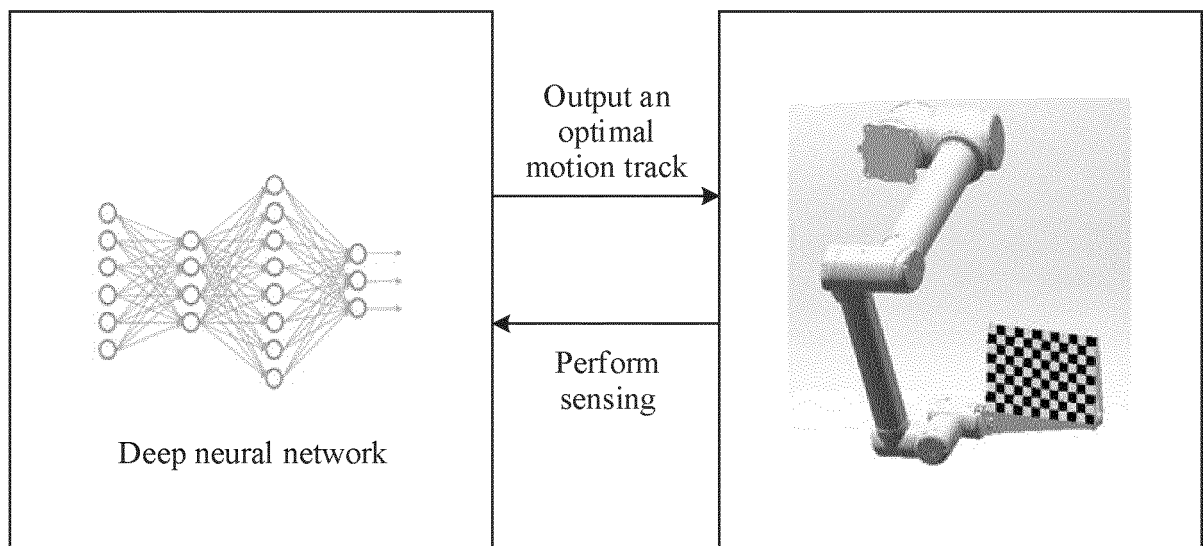 Output an
optimal
motion track
Perform
sensing
Deep neural network